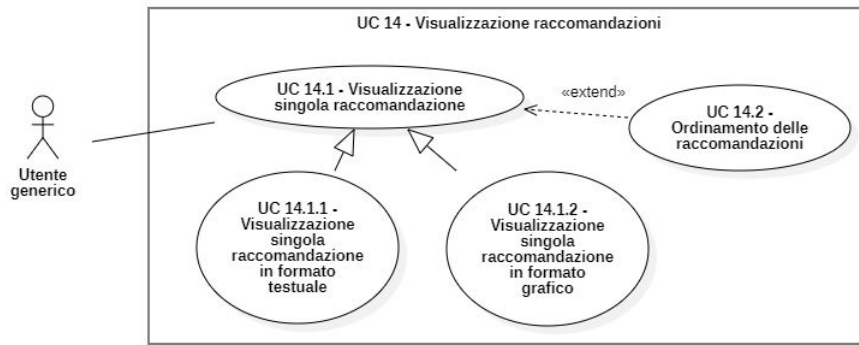 UC 14 - Visualizzazione raccomandazioni
UC 14.1 - Visualizzazione
singola raccomandazione
«extend»
UC 14.2 -
Ordinamento delle
raccomandazioni
Utente
generico
UC 14.1.1 -
Visualizzazione
singola
raccomandazione
in formato
testuale
UC 14.1.2 -
Visualizzazione
singola
raccomandazione
in formato
grafico